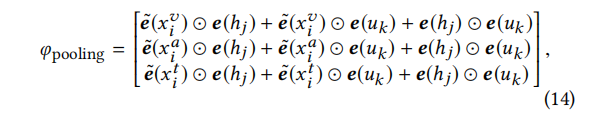 φ_pooling = [ẽ(x_i^v) ⊙ e(h_j) + ẽ(x_i^v) ⊙ e(u_k) + e(h_j) ⊙ e(u_k)
ẽ(x_i^a) ⊙ e(h_j) + ẽ(x_i^a) ⊙ e(u_k) + e(h_j) ⊙ e(u_k)
ẽ(x_i^t) ⊙ e(h_j) + ẽ(x_i^t) ⊙ e(u_k) + e(h_j) ⊙ e(u_k)],
(14)